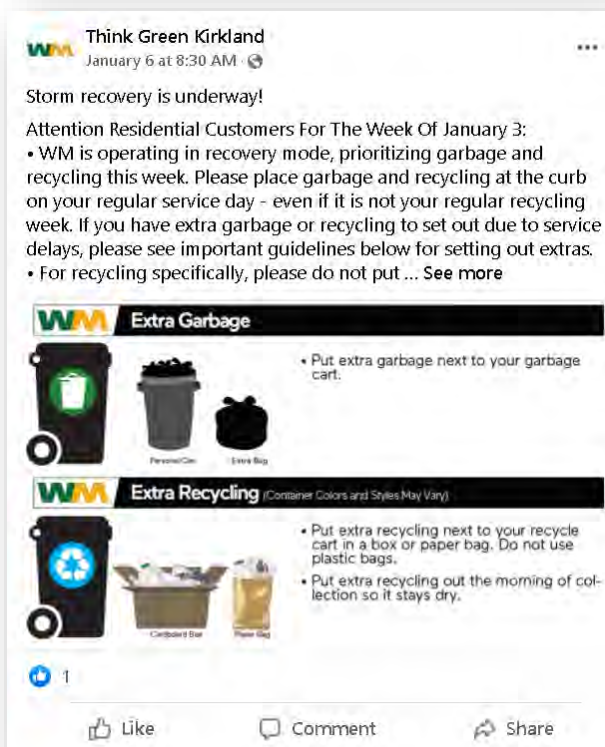 Think Green Kirkland
WM
January 6 at 8:30 AM ·
Storm recovery is underway!
Attention Residential Customers For The Week Of January 3:
• WM is operating in recovery mode, prioritizing garbage and
recycling this week. Please place garbage and recycling at the curb
on your regular service day - even if it is not your regular recycling
week. If you have extra garbage or recycling to set out due to service
delays, please see important guidelines below for setting out extras.
• For recycling specifically, please do not put ... See more
WM Extra Garbage
• Put extra garbage next to your garbage
cart.
Personal Can Extra Bag
WM Extra Recycling (Container Colors and Styles May Vary)
• Put extra recycling next to your recycle
cart in a box or paper bag. Do not use
plastic bags.
• Put extra recycling out the morning of col-
lection so it stays dry.
Cardboard Box Paper Bag
1
Like Comment Share